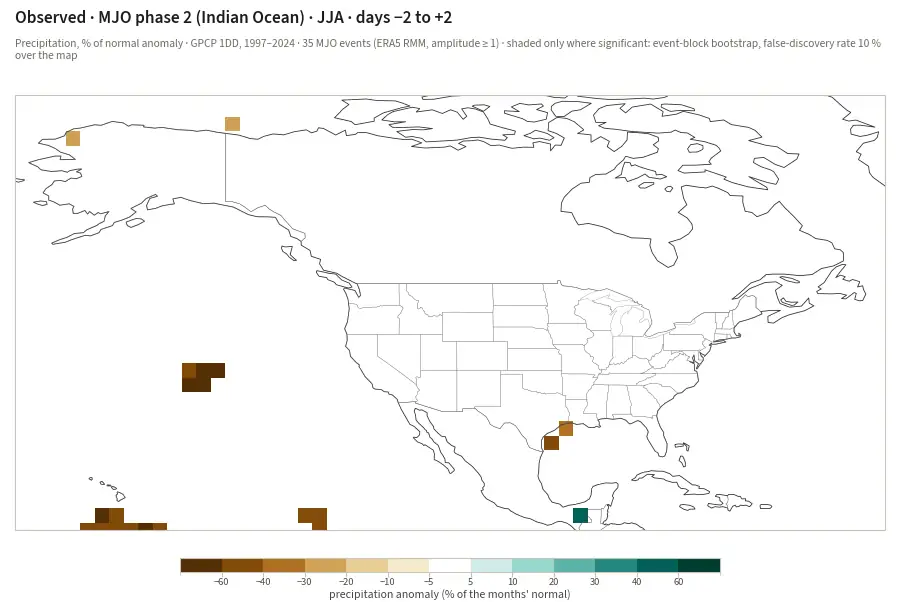 Observed · MJO phase 2 (Indian Ocean) · JJA · days −2 to +2
Precipitation, % of normal anomaly · GPCP 1DD, 1997–2024 · 35 MJO events (ERA5 RMM, amplitude ≥ 1) · shaded only where significant: event-block bootstrap, false-discovery rate 10 %
over the map
−60 −40 −30 −20 −10 −5 5 10 20 30 40 60
precipitation anomaly (% of the months' normal)